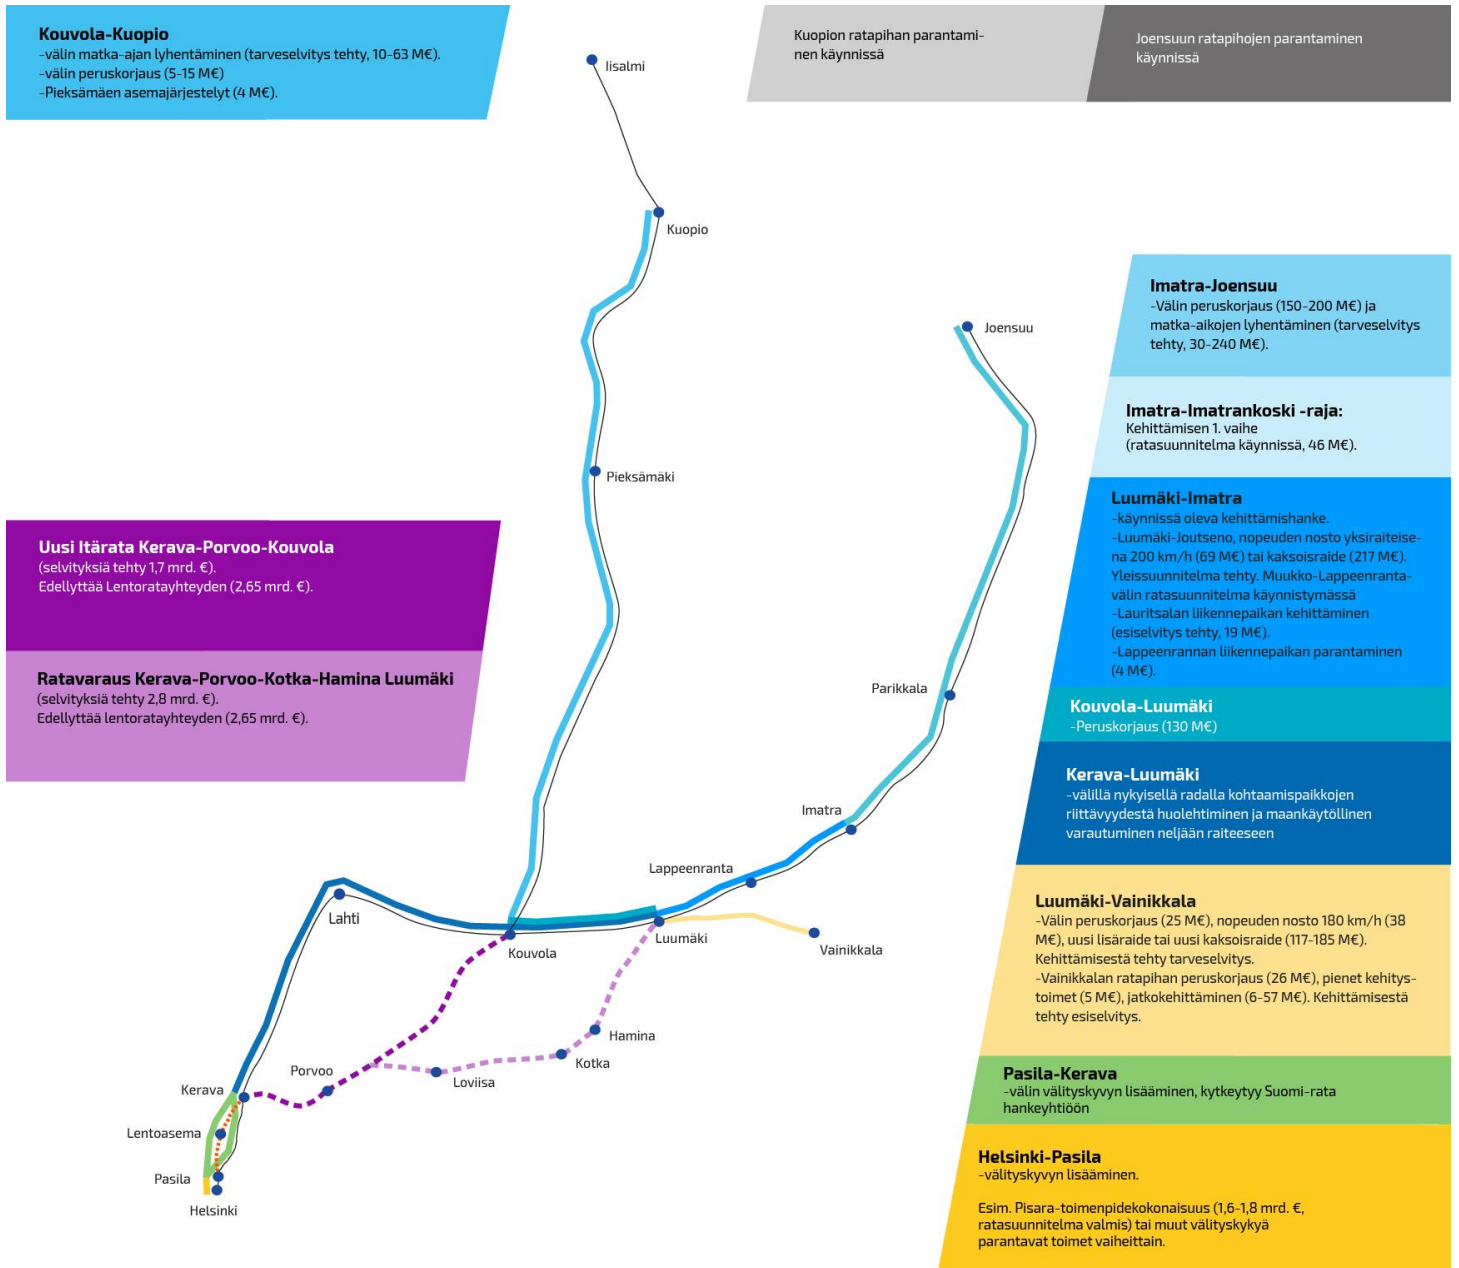 Kouvola-Kuopio
-välin matka-ajan lyhentäminen (tarveselvitys tehty, 10-63 M€).
-välin peruskorjaus (5-15 M€)
-Pieksämäen asemajärjestelyt (4 M€).
Kuopion ratapihan parantami-
nen käynnissä
Joensuun ratapihojen parantaminen
käynnissä
Iisalmi
Kuopio
Joensuu
Pieksämäki
Parikkala
Imatra
Lappeenranta
Lahti
Kouvola
Luumäki
Vainikkala
Hamina
Kotka
Loviisa
Porvoo
Kerava
Lentoasema
Pasila
Helsinki
Uusi Itärata Kerava-Porvoo-Kouvola
(selvityksiä tehty 1,7 mrd. €).
Edellyttää Lentoratayhteyden (2,65 mrd. €).
Ratavaraus Kerava-Porvoo-Kotka-Hamina Luumäki
(selvityksiä tehty 2,8 mrd. €).
Edellyttää lentoratayhteyden (2,65 mrd. €).
Imatra-Joensuu
-Välin peruskorjaus (150-200 M€) ja
matka-aikojen lyhentäminen (tarveselvitys
tehty, 30-240 M€).
Imatra-Imatrankoski -raja:
Kehittämisen 1. vaihe
(ratasuunnitelma käynnissä, 46 M€).
Luumäki-Imatra
-käynnissä oleva kehittämishanke.
-Luumäki-Joutseno, nopeuden nosto yksiraiteise-
na 200 km/h (69 M€) tai kaksoisraide (217 M€).
Yleissuunnitelma tehty. Muukko-Lappeenranta-
välin ratasuunnitelma käynnistymässä
-Lauritsalan liikennepaikan kehittäminen
(esiselvitys tehty, 19 M€).
-Lappeenrannan liikennepaikan parantaminen
(4 M€).
Kouvola-Luumäki
-Peruskorjaus (130 M€)
Kerava-Luumäki
-välillä nykyisellä radalla kohtaamispaikkojen
riittävyydestä huolehtiminen ja maankäytöllinen
varautuminen neljään raiteeseen
Luumäki-Vainikkala
-Välin peruskorjaus (25 M€), nopeuden nosto 180 km/h (38
M€), uusi lisäraide tai uusi kaksoisraide (117-185 M€).
Kehittämisestä tehty tarveselvitys.
-Vainikkalan ratapihan peruskorjaus (26 M€), pienet kehitys-
toimet (5 M€), jatkokehittäminen (6-57 M€). Kehittämisestä
tehty esiselvitys.
Pasila-Kerava
-välin välityskyvyn lisääminen, kytkeytyy Suomi-rata
hankeyhtiöön
Helsinki-Pasila
-välityskyvyn lisääminen.
Esim. Pisara-toimenpidekokonaisuus (1,6-1,8 mrd. €,
ratasuunnitelma valmis) tai muut välityskykyä
parantavat toimet vaiheittain.